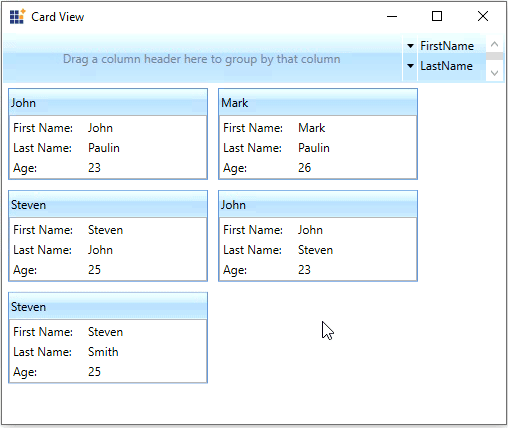 Card View
Drag a column header here to group by that column
FirstName
LastName
John
First Name: John
Last Name: Paulin
Age: 23
Mark
First Name: Mark
Last Name: Paulin
Age: 26
Steven
First Name: Steven
Last Name: John
Age: 25
John
First Name: John
Last Name: Steven
Age: 23
Steven
First Name: Steven
Last Name: Smith
Age: 25